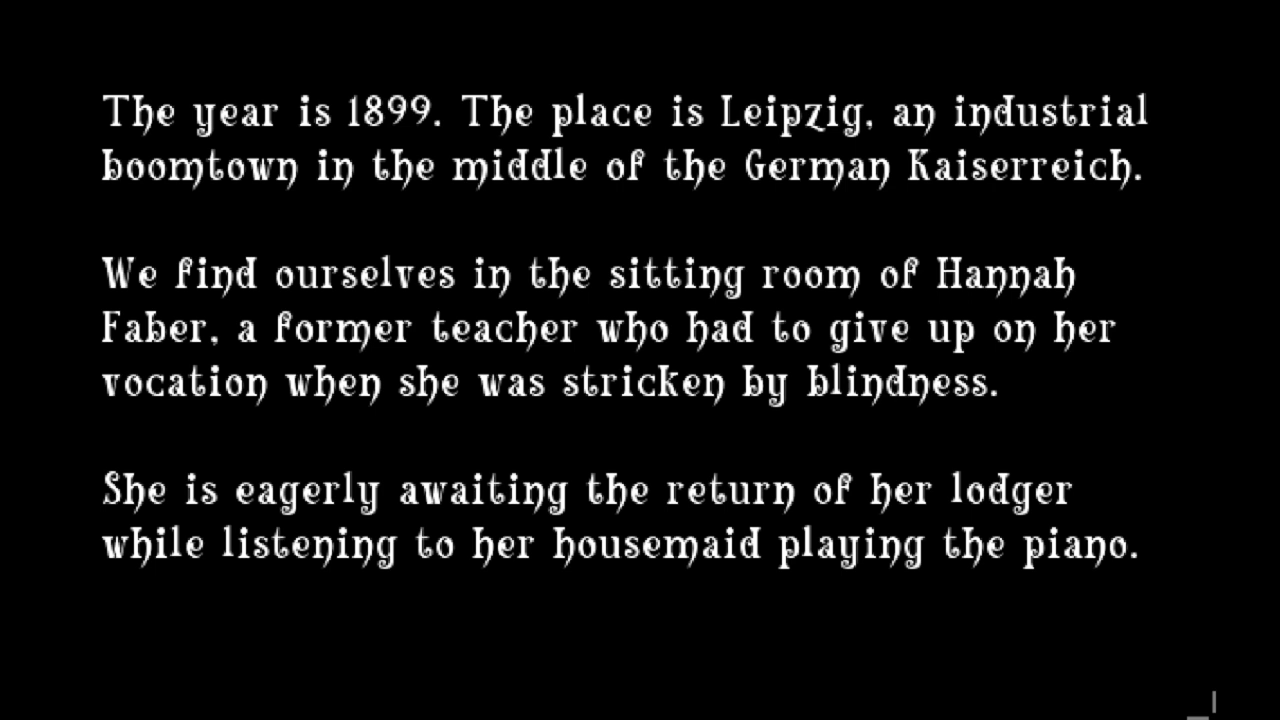 The year is 1899. The place is Leipzig, an industrial
boomtown in the middle of the German Kaiserreich.
We find ourselves in the sitting room of Hannah
Faber, a former teacher who had to give up on her
vocation when she was stricken by blindness.
She is eagerly awaiting the return of her lodger
while listening to her housemaid playing the piano.